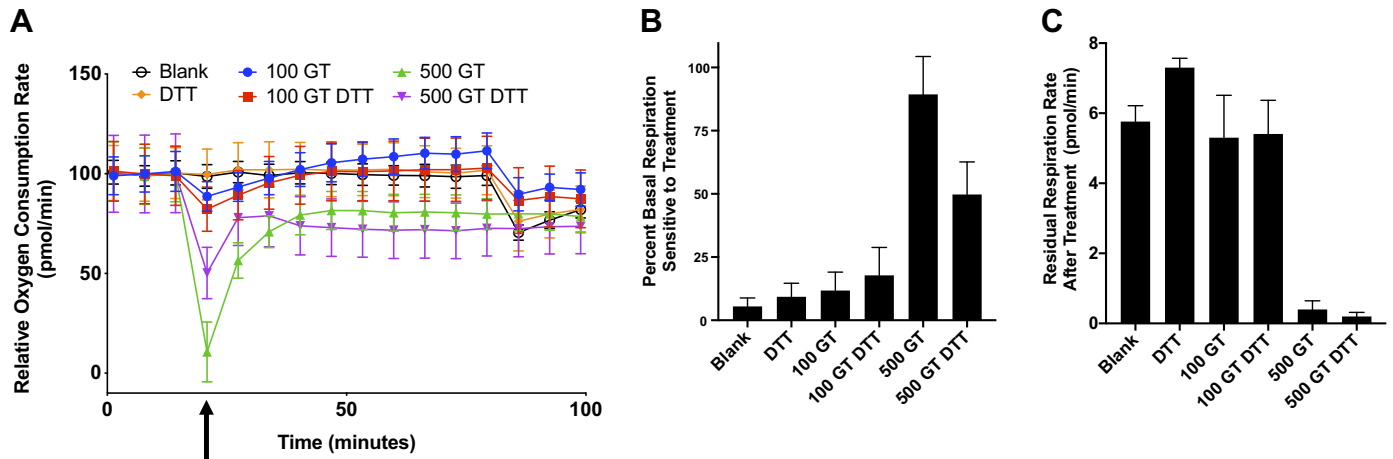 A
Relative Oxygen Consumption Rate
(pmol/min)
150
100
50
0
Blank
100 GT
500 GT
DTT
100 GT DTT
500 GT DTT
0
50
100
Time (minutes)
B
Percent Basal Respiration
Sensitive to Treatment
100
75
50
25
0
Blank
DTT
100 GT
100 GT DTT
500 GT
500 GT DTT
C
Residual Respiration Rate
After Treatment (pmol/min)
8
6
4
2
0
Blank
DTT
100 GT
100 GT DTT
500 GT
500 GT DTT